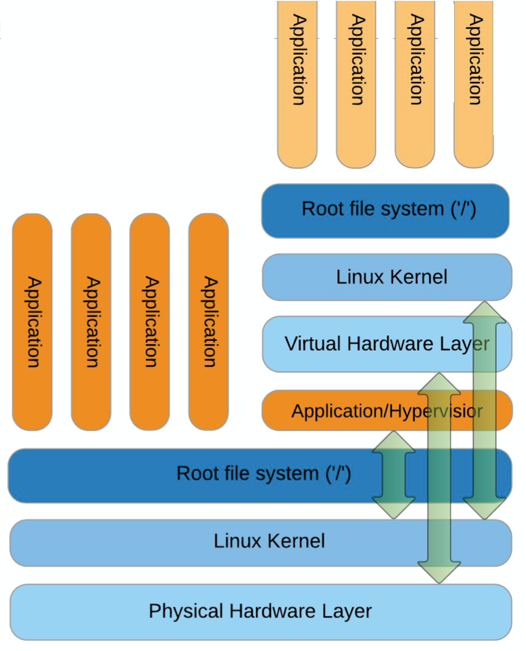 Application
Application
Application
Application
Root file system ('/')
Linux Kernel
Virtual Hardware Layer
Application/Hypervisior
Application
Application
Application
Application
Root file system ('/')
Linux Kernel
Physical Hardware Layer